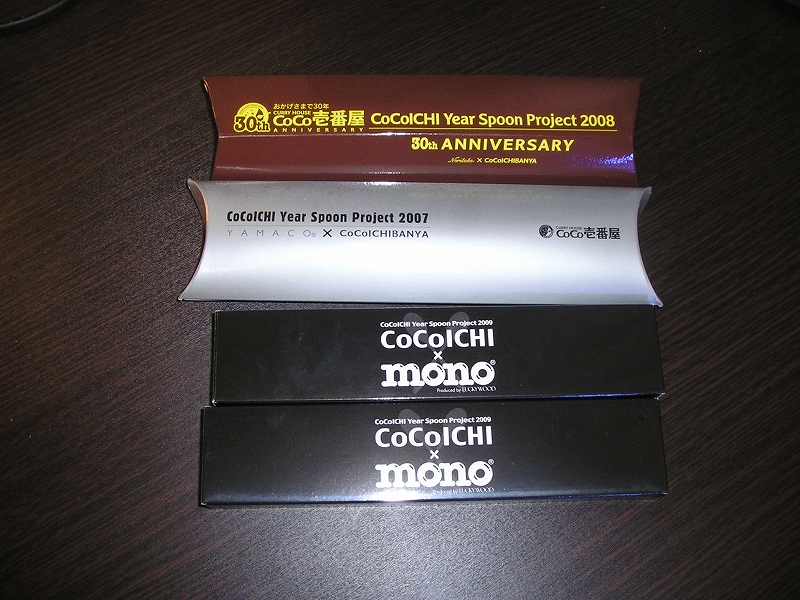 おかげさまで30年
CURRY HOUSE
CoCo壱番屋
30th
ANNIVERSARY
CoCoICHI Year Spoon Project 2008
30th ANNIVERSARY
Noritake × CoCoICHIBANYA
CoCoICHI Year Spoon Project 2007
YAMACO® × CoCoICHIBANYA
CURRY HOUSE
CoCo壱番屋
CoCoICHI Year Spoon Project 2009
CoCoICHI
×
mono®
Produced by LUCKYWOOD
CoCoICHI Year Spoon Project 2009
CoCoICHI
×
mono®
Produced by LUCKYWOOD